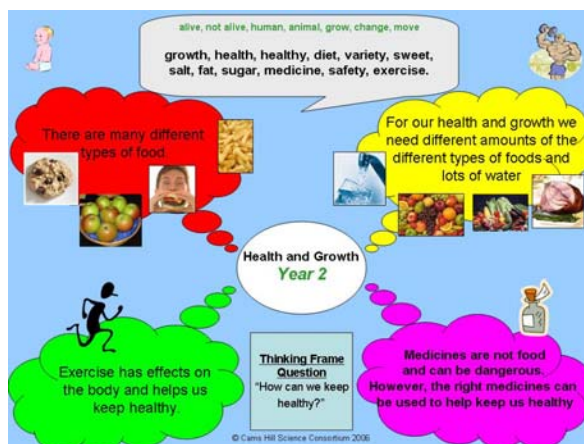 alive, not alive, human, animal, grow, change, move
growth, health, healthy, diet, variety, sweet,
salt, fat, sugar, medicine, safety, exercise.
There are many different
types of food.
For our health and growth we
need different amounts of the
different types of foods and
lots of water
Health and Growth
Year 2
Exercise has effects on
the body and helps us
keep healthy.
Thinking Frame
Question
"How can we keep
healthy?"
Medicines are not food
and can be dangerous.
However, the right medicines can
be used to help keep us healthy
© Cams Hill Science Consortium 2006